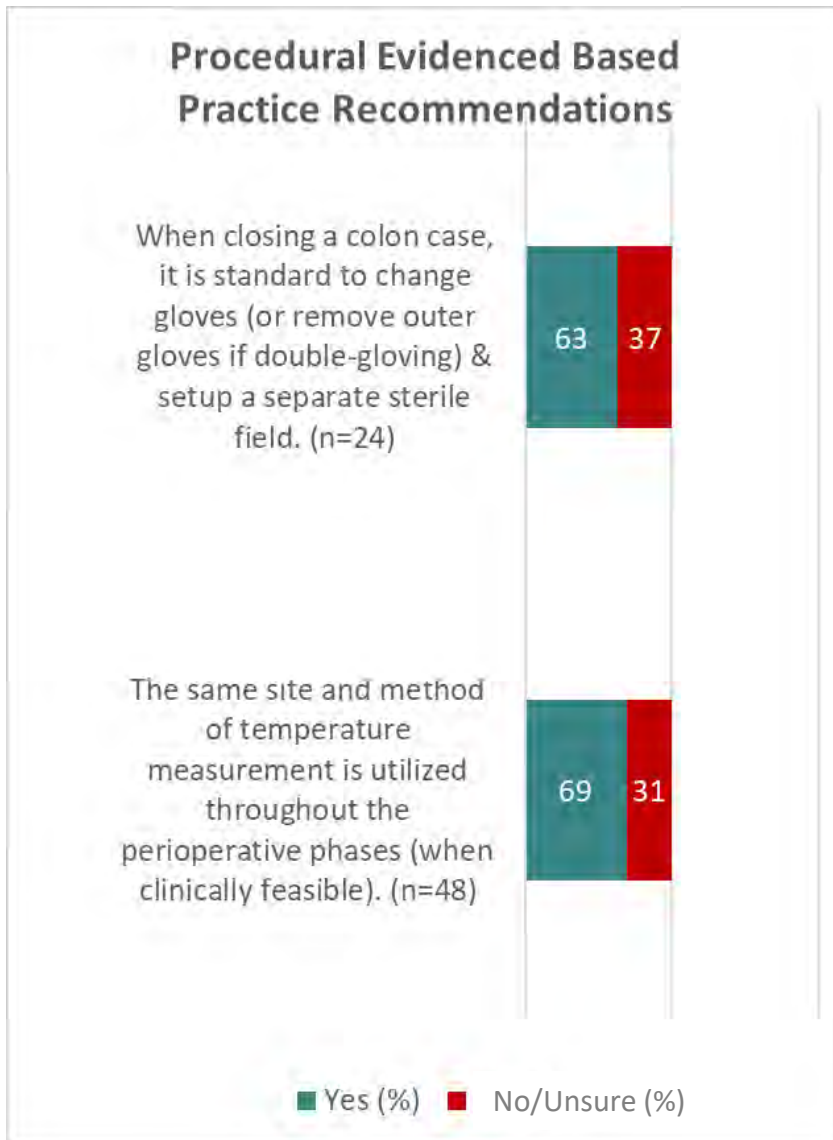 Procedural Evidenced Based
Practice Recommendations
When closing a colon case,
it is standard to change
gloves (or remove outer
gloves if double-gloving) &
setup a separate sterile
field. (n=24)
63 37
The same site and method
of temperature
measurement is utilized
throughout the
perioperative phases (when
clinically feasible). (n=48)
69 31
Yes (%) No/Unsure (%)